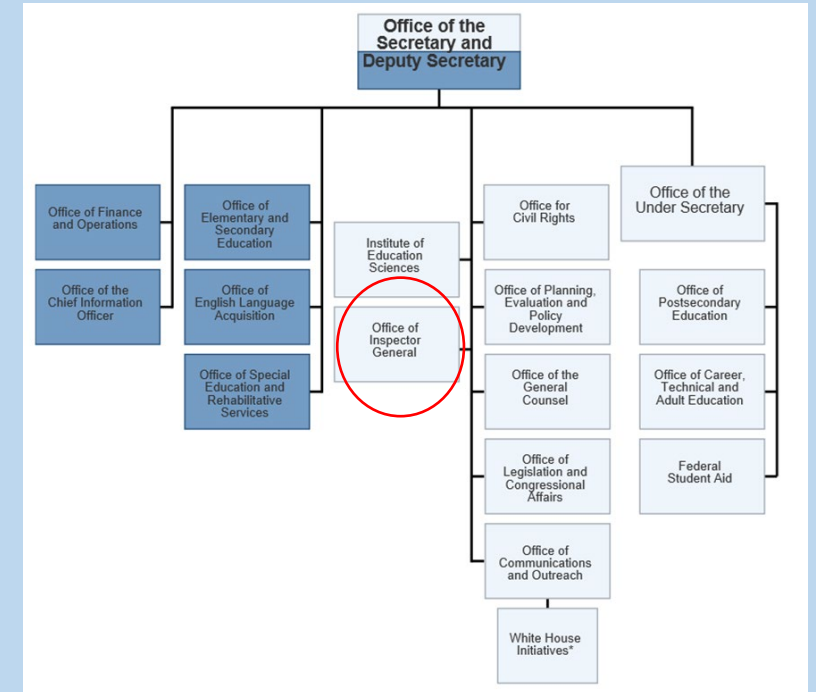 Office of the
Secretary and
Deputy Secretary
Office of Finance
and Operations
Office of the
Chief Information
Officer
Office of
Elementary and
Secondary
Education
Office of
English Language
Acquisition
Office of Special
Education and
Rehabilitative
Services
Institute of
Education
Sciences
Office of
Inspector
General
Office for
Civil Rights
Office of Planning,
Evaluation and
Policy
Development
Office of the
General
Counsel
Office of
Legislation and
Congressional
Affairs
Office of
Communications
and Outreach
White House
Initiatives*
Office of the
Under Secretary
Office of
Postsecondary
Education
Office of Career,
Technical and
Adult Education
Federal
Student Aid